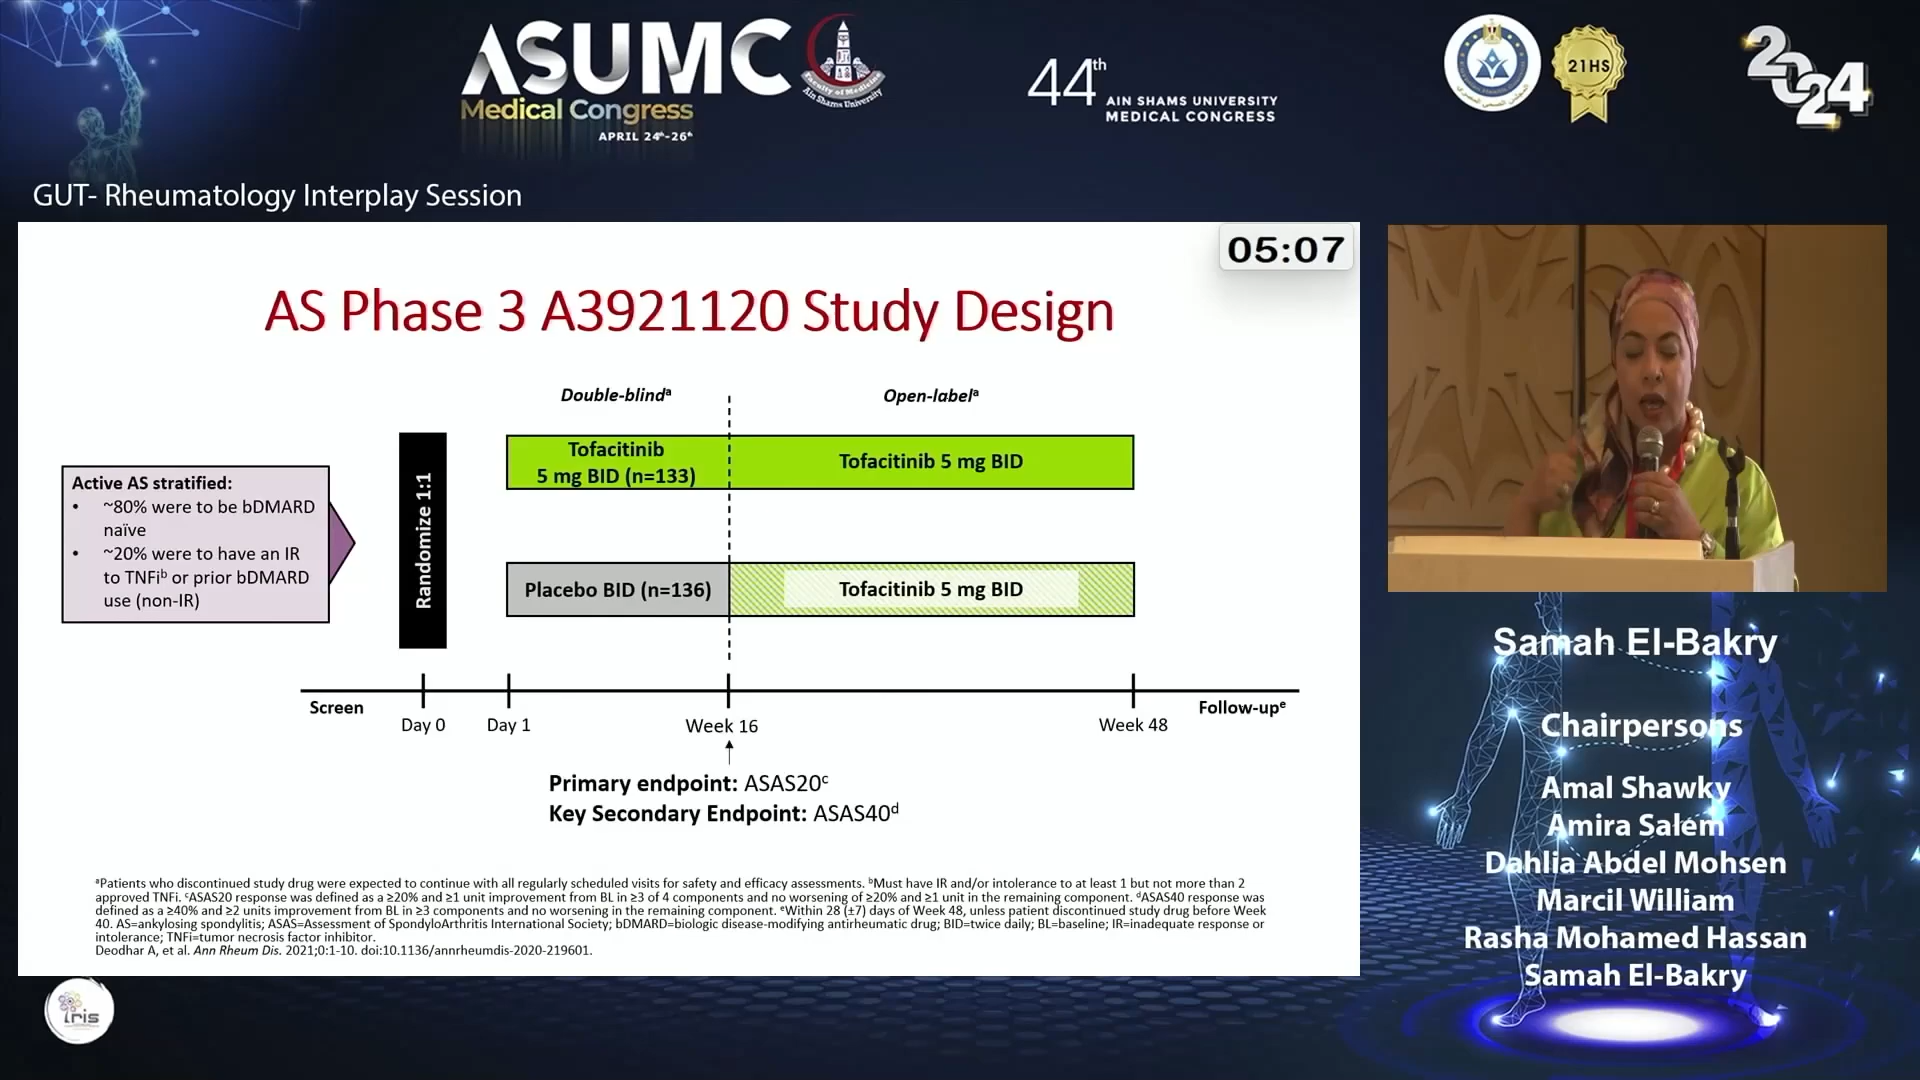 ASUMC
Medical Congress
APRIL 24th-26th
Faculty of Medicine
Ain Shams University
44th
AIN SHAMS UNIVERSITY
MEDICAL CONGRESS
21HS
2024
GUT- Rheumatology Interplay Session
05:07
AS Phase 3 A3921120 Study Design
Double-blindᵃ
Open-labelᵃ
Active AS stratified:
• ~80% were to be bDMARD
naïve
• ~20% were to have an IR
to TNFiᵇ or prior bDMARD
use (non-IR)
Randomize 1:1
Tofacitinib
5 mg BID (n=133)
Tofacitinib 5 mg BID
Placebo BID (n=136)
Tofacitinib 5 mg BID
Screen
Day 0
Day 1
Week 16
Week 48
Follow-upᵉ
Primary endpoint: ASAS20ᶜ
Key Secondary Endpoint: ASAS40ᵈ
ᵃPatients who discontinued study drug were expected to continue with all regularly scheduled visits for safety and efficacy assessments. ᵇMust have IR and/or intolerance to at least 1 but not more than 2
approved TNFi. ᶜASAS20 response was defined as a ≥20% and ≥1 unit improvement from BL in ≥3 of 4 components and no worsening of ≥20% and ≥1 unit in the remaining component. ᵈASAS40 response was
defined as a ≥40% and ≥2 units improvement from BL in ≥3 components and no worsening in the remaining component. ᵉWithin 28 (±7) days of Week 48, unless patient discontinued study drug before Week
40. AS=ankylosing spondylitis; ASAS=Assessment of SpondyloArthritis International Society; bDMARD=biologic disease-modifying antirheumatic drug; BID=twice daily; BL=baseline; IR=inadequate response or
intolerance; TNFi=tumor necrosis factor inhibitor.
Deodhar A, et al. Ann Rheum Dis. 2021;0:1-10. doi:10.1136/annrheumdis-2020-219601.
Samah El-Bakry
Chairpersons
Amal Shawky
Amira Salem
Dahlia Abdel Mohsen
Marcil William
Rasha Mohamed Hassan
Samah El-Bakry
iris